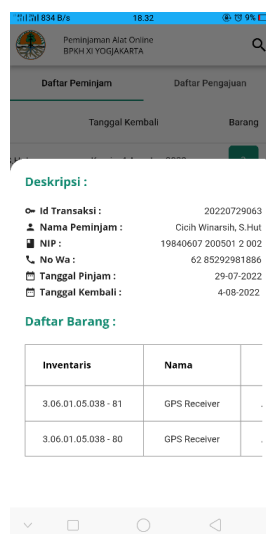 834 B/s 18.32 9%
Peminjaman Alat Online
BPKH XI YOGJAKARTA
Daftar Peminjam Daftar Pengajuan
Tanggal Kembali Barang
Deskripsi :
Id Transaksi : 20220729063
Nama Peminjam : Cicih Winarsih, S.Hut
NIP : 19840607 200501 2 002
No Wa : 62 85292981886
Tanggal Pinjam : 29-07-2022
Tanggal Kembali : 4-08-2022
Daftar Barang :
Inventaris Nama
3.06.01.05.038 - 81 GPS Receiver
3.06.01.05.038 - 80 GPS Receiver